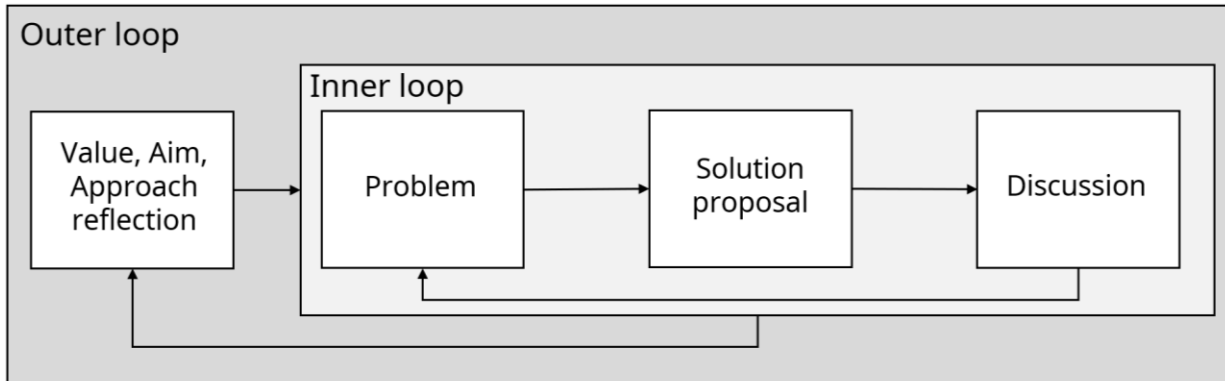 Outer loop
Inner loop
Value, Aim,
Approach
reflection
Problem
Solution
proposal
Discussion